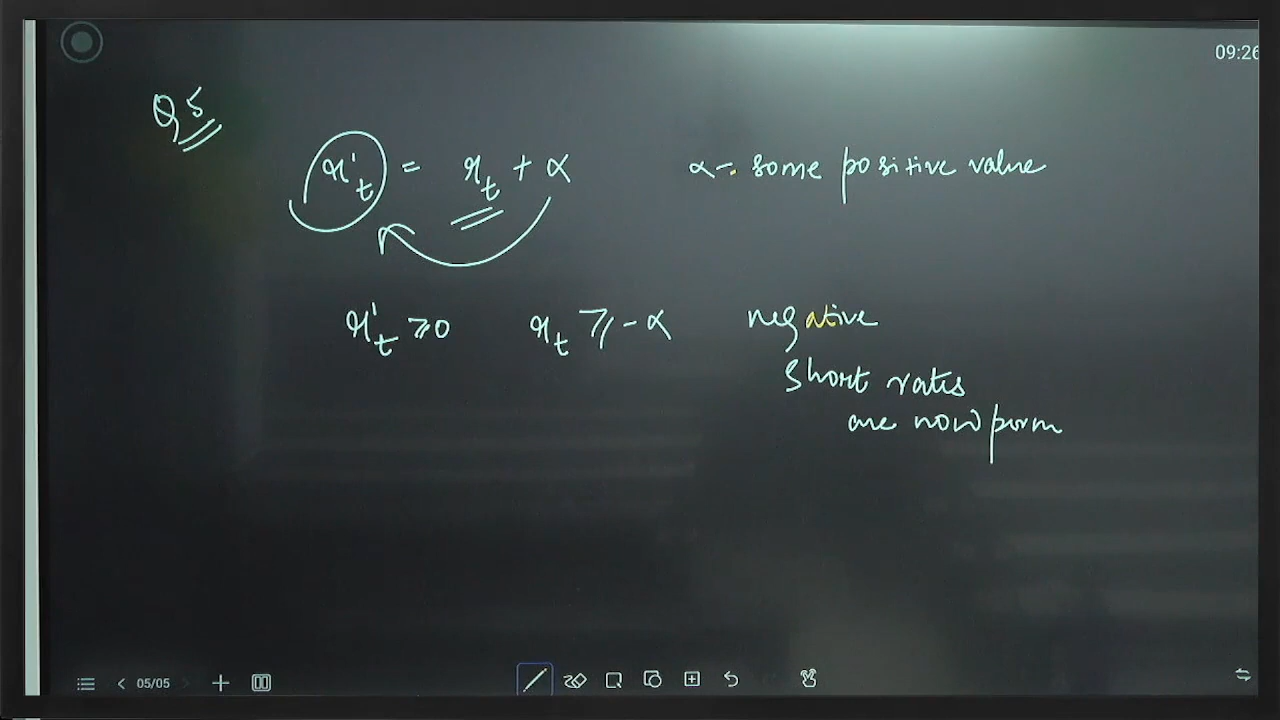 09:26
Q5
r't = rt + α   α - some positive value
r't ⩾ 0   rt ⩾ -α   negative
short rates
are now perm
05/05